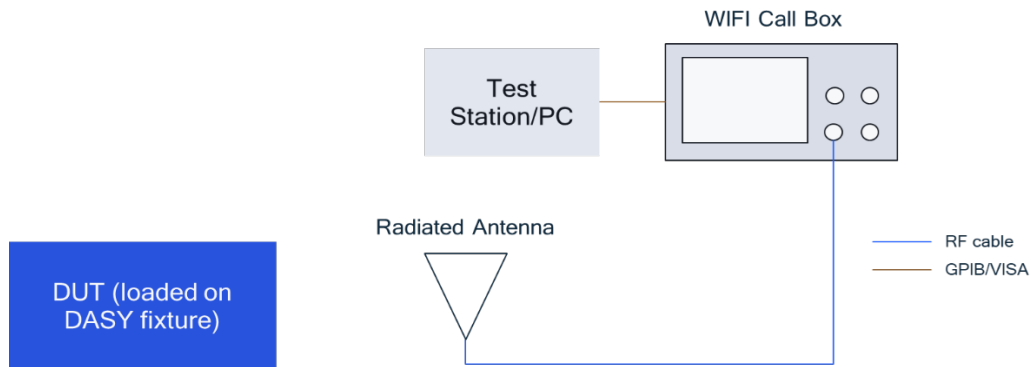 WIFI Call Box
Test
Station/PC
Radiated Antenna
RF cable
GPIB/VISA
DUT (loaded on
DASY fixture)